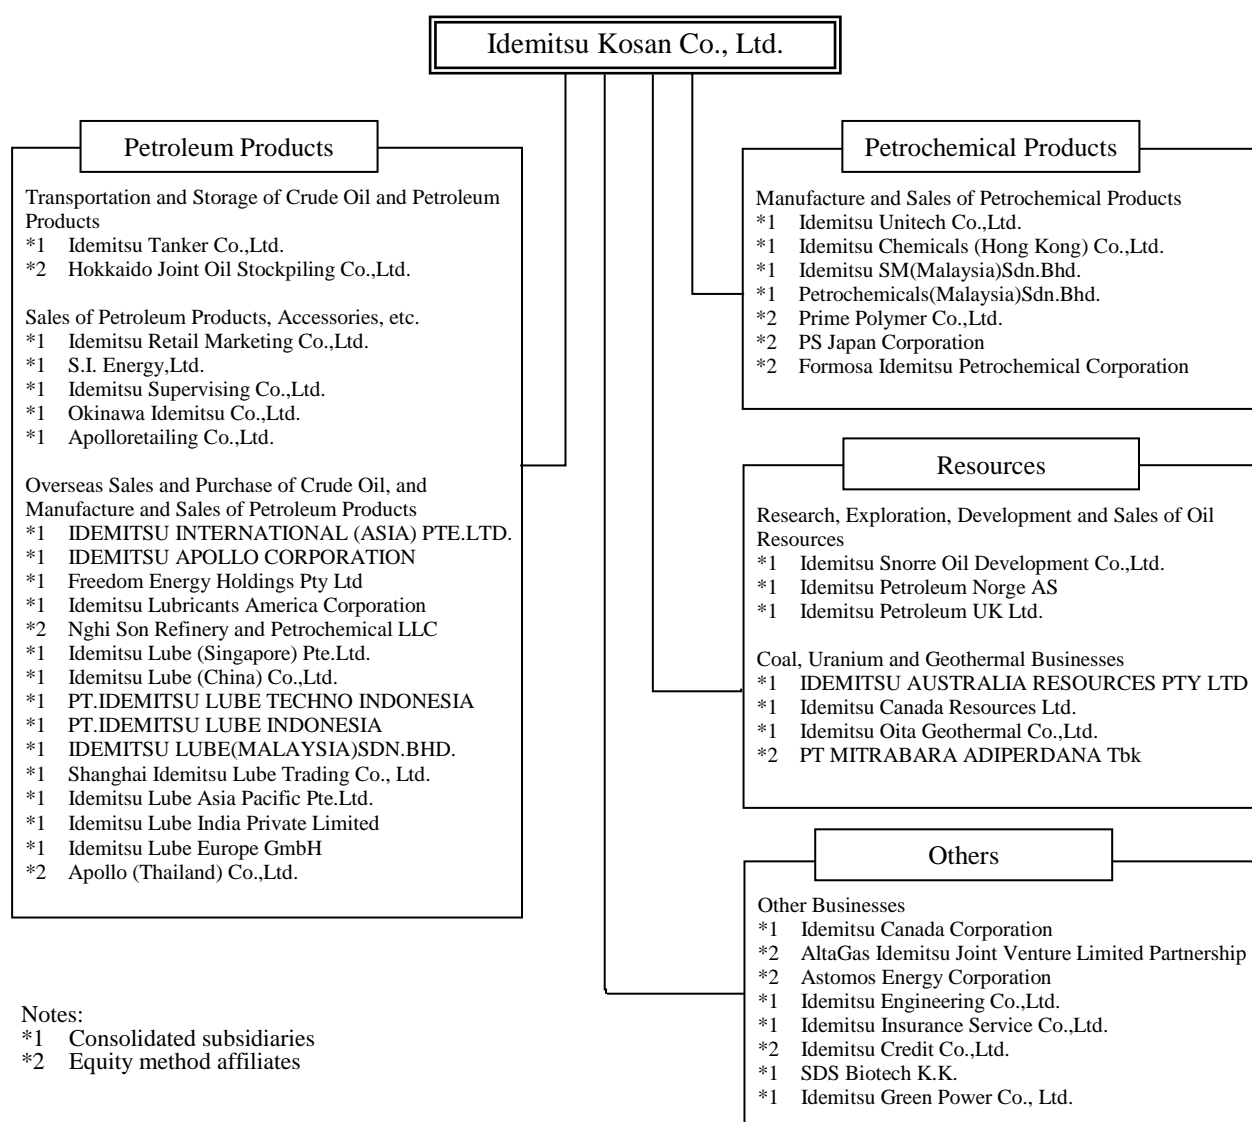 Idemitsu Kosan Co., Ltd.
Petroleum Products
Transportation and Storage of Crude Oil and Petroleum
Products
*1 Idemitsu Tanker Co.,Ltd.
*2 Hokkaido Joint Oil Stockpiling Co.,Ltd.
Sales of Petroleum Products, Accessories, etc.
*1 Idemitsu Retail Marketing Co.,Ltd.
*1 S.I. Energy,Ltd.
*1 Idemitsu Supervising Co.,Ltd.
*1 Okinawa Idemitsu Co.,Ltd.
*1 Apolloretailing Co.,Ltd.
Overseas Sales and Purchase of Crude Oil, and
Manufacture and Sales of Petroleum Products
*1 IDEMITSU INTERNATIONAL (ASIA) PTE.LTD.
*1 IDEMITSU APOLLO CORPORATION
*1 Freedom Energy Holdings Pty Ltd
*1 Idemitsu Lubricants America Corporation
*2 Nghi Son Refinery and Petrochemical LLC
*1 Idemitsu Lube (Singapore) Pte.Ltd.
*1 Idemitsu Lube (China) Co.,Ltd.
*1 PT.IDEMITSU LUBE TECHNO INDONESIA
*1 PT.IDEMITSU LUBE INDONESIA
*1 IDEMITSU LUBE(MALAYSIA)SDN.BHD.
*1 Shanghai Idemitsu Lube Trading Co., Ltd.
*1 Idemitsu Lube Asia Pacific Pte.Ltd.
*1 Idemitsu Lube India Private Limited
*1 Idemitsu Lube Europe GmbH
*2 Apollo (Thailand) Co.,Ltd.
Notes:
*1 Consolidated subsidiaries
*2 Equity method affiliates
Petrochemical Products
Manufacture and Sales of Petrochemical Products
*1 Idemitsu Unitech Co.,Ltd.
*1 Idemitsu Chemicals (Hong Kong) Co.,Ltd.
*1 Idemitsu SM(Malaysia)Sdn.Bhd.
*1 Petrochemicals(Malaysia)Sdn.Bhd.
*2 Prime Polymer Co.,Ltd.
*2 PS Japan Corporation
*2 Formosa Idemitsu Petrochemical Corporation
Resources
Research, Exploration, Development and Sales of Oil
Resources
*1 Idemitsu Snorre Oil Development Co.,Ltd.
*1 Idemitsu Petroleum Norge AS
*1 Idemitsu Petroleum UK Ltd.
Coal, Uranium and Geothermal Businesses
*1 IDEMITSU AUSTRALIA RESOURCES PTY LTD
*1 Idemitsu Canada Resources Ltd.
*1 Idemitsu Oita Geothermal Co.,Ltd.
*2 PT MITRABARA ADIPERDANA Tbk
Others
Other Businesses
*1 Idemitsu Canada Corporation
*2 AltaGas Idemitsu Joint Venture Limited Partnership
*2 Astomos Energy Corporation
*1 Idemitsu Engineering Co.,Ltd.
*1 Idemitsu Insurance Service Co.,Ltd.
*2 Idemitsu Credit Co.,Ltd.
*1 SDS Biotech K.K.
*1 Idemitsu Green Power Co., Ltd.